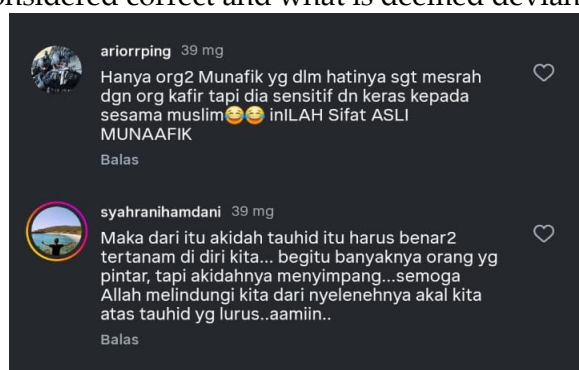 onsidered correct and what is deemed devian
ariorrping 39 mg
Hanya org2 Munafik yg dlm hatinya sgt mesrah
dgn org kafir tapi dia sensitif dn keras kepada
sesama muslim😂😂 inILAH Sifat ASLI
MUNAAFIK
Balas
syahranihamdani 39 mg
Maka dari itu akidah tauhid itu harus benar2
tertanam di diri kita... begitu banyaknya orang yg
pintar, tapi akidahnya menyimpang...semoga
Allah melindungi kita dari nyelenehnya akal kita
atas tauhid yg lurus..aamiin..
Balas